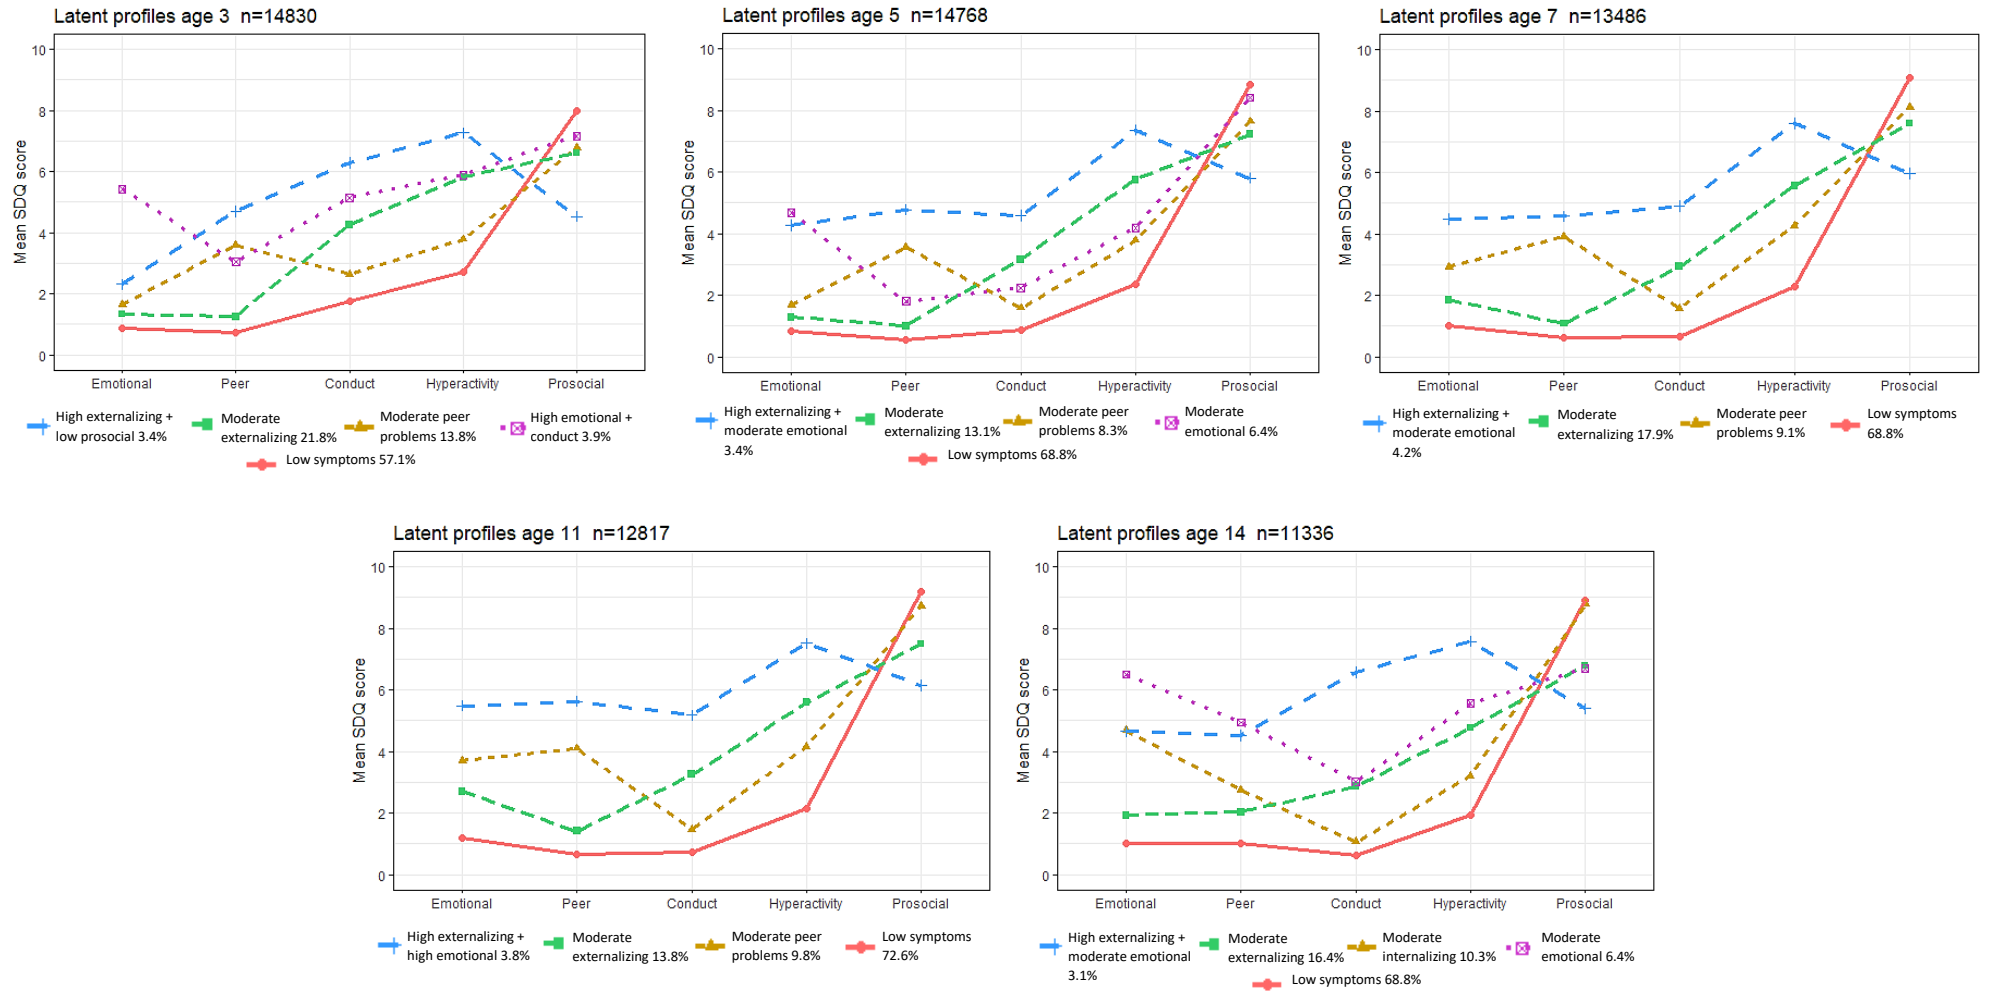 Latent profiles age 3 n=14830
Mean SDQ score
10
8
6
4
2
0
Emotional
Peer
Conduct
Hyperactivity
Prosocial
High externalizing +
low prosocial 3.4%
Moderate
externalizing 21.8%
Moderate peer
problems 13.8%
High emotional +
conduct 3.9%
Low symptoms 57.1%
Latent profiles age 5 n=14768
Mean SDQ score
10
8
6
4
2
0
Emotional
Peer
Conduct
Hyperactivity
Prosocial
High externalizing +
moderate emotional
3.4%
Moderate
externalizing 13.1%
Moderate peer
problems 8.3%
Moderate
emotional 6.4%
Low symptoms 68.8%
Latent profiles age 7 n=13486
Mean SDQ score
10
8
6
4
2
0
Emotional
Peer
Conduct
Hyperactivity
Prosocial
High externalizing +
moderate emotional
4.2%
Moderate
externalizing 17.9%
Moderate peer
problems 9.1%
Low symptoms
68.8%
Latent profiles age 11 n=12817
Mean SDQ score
10
8
6
4
2
0
Emotional
Peer
Conduct
Hyperactivity
Prosocial
High externalizing +
high emotional 3.8%
Moderate
externalizing 13.8%
Moderate peer
problems 9.8%
Low symptoms
72.6%
Latent profiles age 14 n=11336
Mean SDQ score
10
8
6
4
2
0
Emotional
Peer
Conduct
Hyperactivity
Prosocial
High externalizing +
moderate emotional
3.1%
Moderate
externalizing 16.4%
Moderate
internalizing 10.3%
Moderate
emotional 6.4%
Low symptoms 68.8%